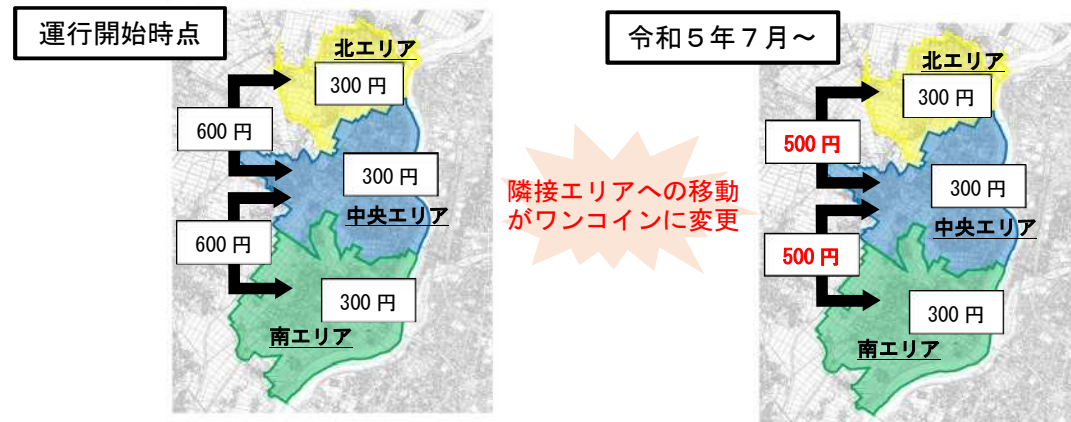 運行開始時点
北エリア
300 円
600 円
300 円
中央エリア
600 円
300 円
南エリア
隣接エリアへの移動
がワンコインに変更
令和５年７月～
北エリア
300 円
500 円
300 円
中央エリア
500 円
300 円
南エリア